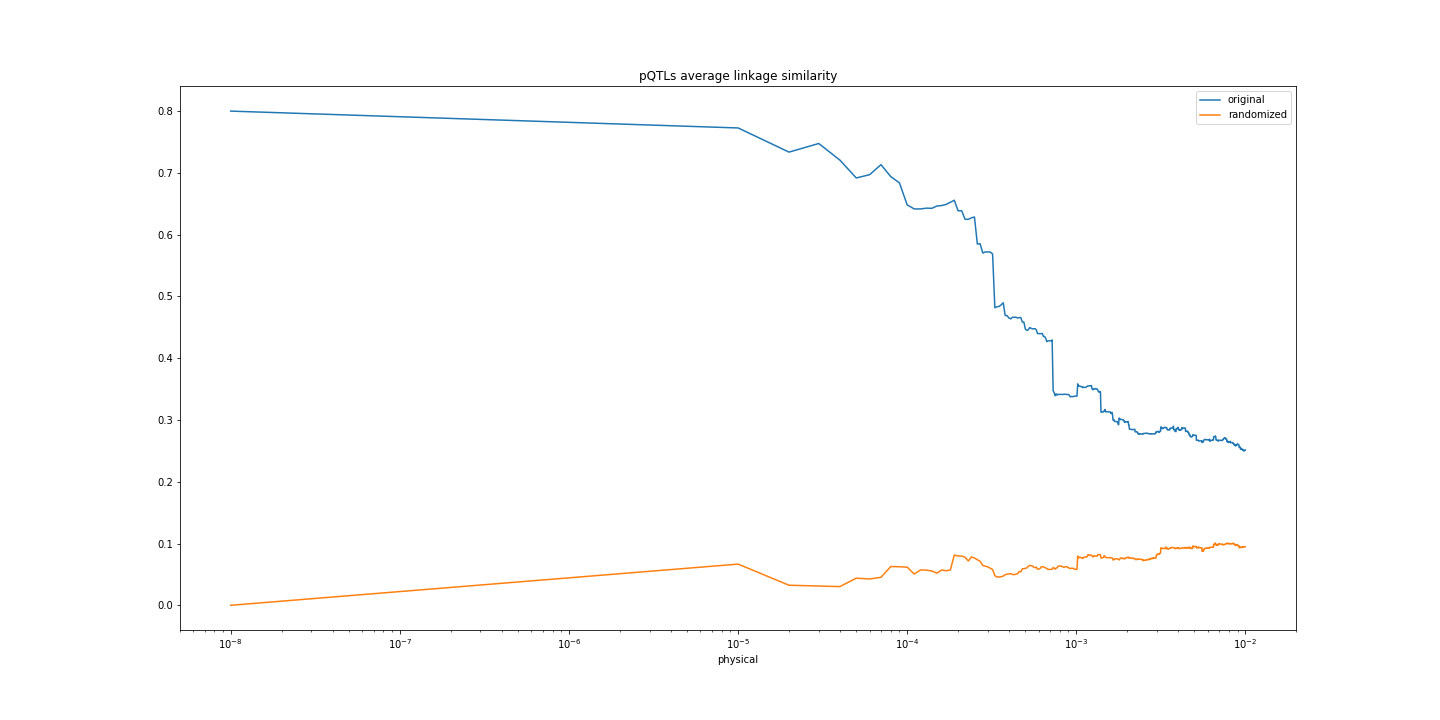 pQTLs average linkage similarity
original
randomized
0.8
0.7
0.6
0.5
0.4
0.3
0.2
0.1
0.0
10⁻⁸ 10⁻⁷ 10⁻⁶ 10⁻⁵ 10⁻⁴ 10⁻³ 10⁻²
physical